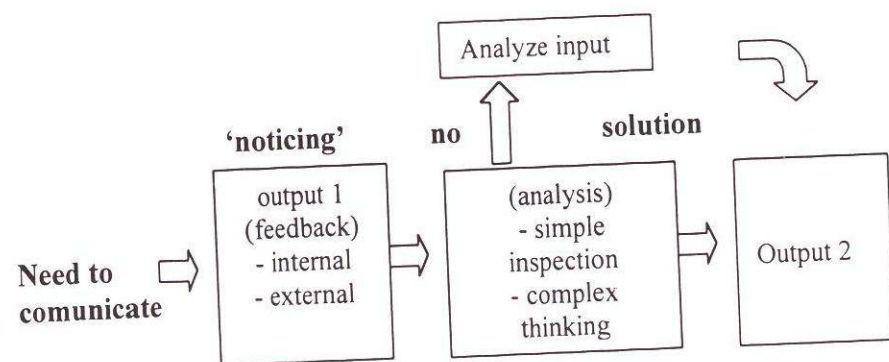 Analyze input
‘noticing’
no
solution
output 1
(feedback)
- internal
- external
(analysis)
- simple
inspection
- complex
thinking
Output 2
Need to
comunicate